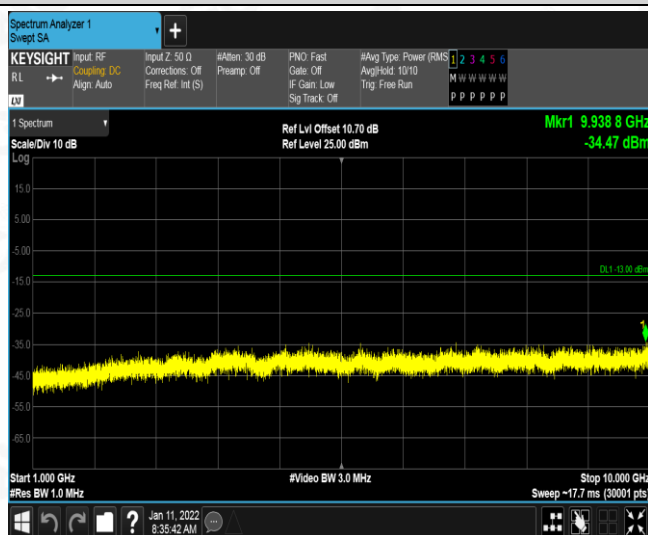 Spectrum Analyzer 1
Swept SA
+
KEYSIGHT
RL
LXI
Input: RF
Coupling: DC
Align: Auto
Input Z: 50 Ω
Corrections: Off
Freq Ref: Int (S)
#Atten: 30 dB
Preamp: Off
PNO: Fast
Gate: Off
IF Gain: Low
Sig Track: Off
#Avg Type: Power (RMS
Avg|Hold: 10/10
Trig: Free Run
1 2 3 4 5 6
M W W W W W
P P P P P P
1 Spectrum
Scale/Div 10 dB
Log
Ref Lvl Offset 10.70 dB
Ref Level 25.00 dBm
Mkr1 9.938 8 GHz
-34.47 dBm
15.0
5.00
-5.00
DL1 -13.00 dBm
-15.0
-25.0
1
-35.0
-45.0
-55.0
-65.0
Start 1.000 GHz
#Res BW 1.0 MHz
#Video BW 3.0 MHz
Stop 10.000 GHz
Sweep ~17.7 ms (30001 pts)
?
Jan 11, 2022
8:35:42 AM